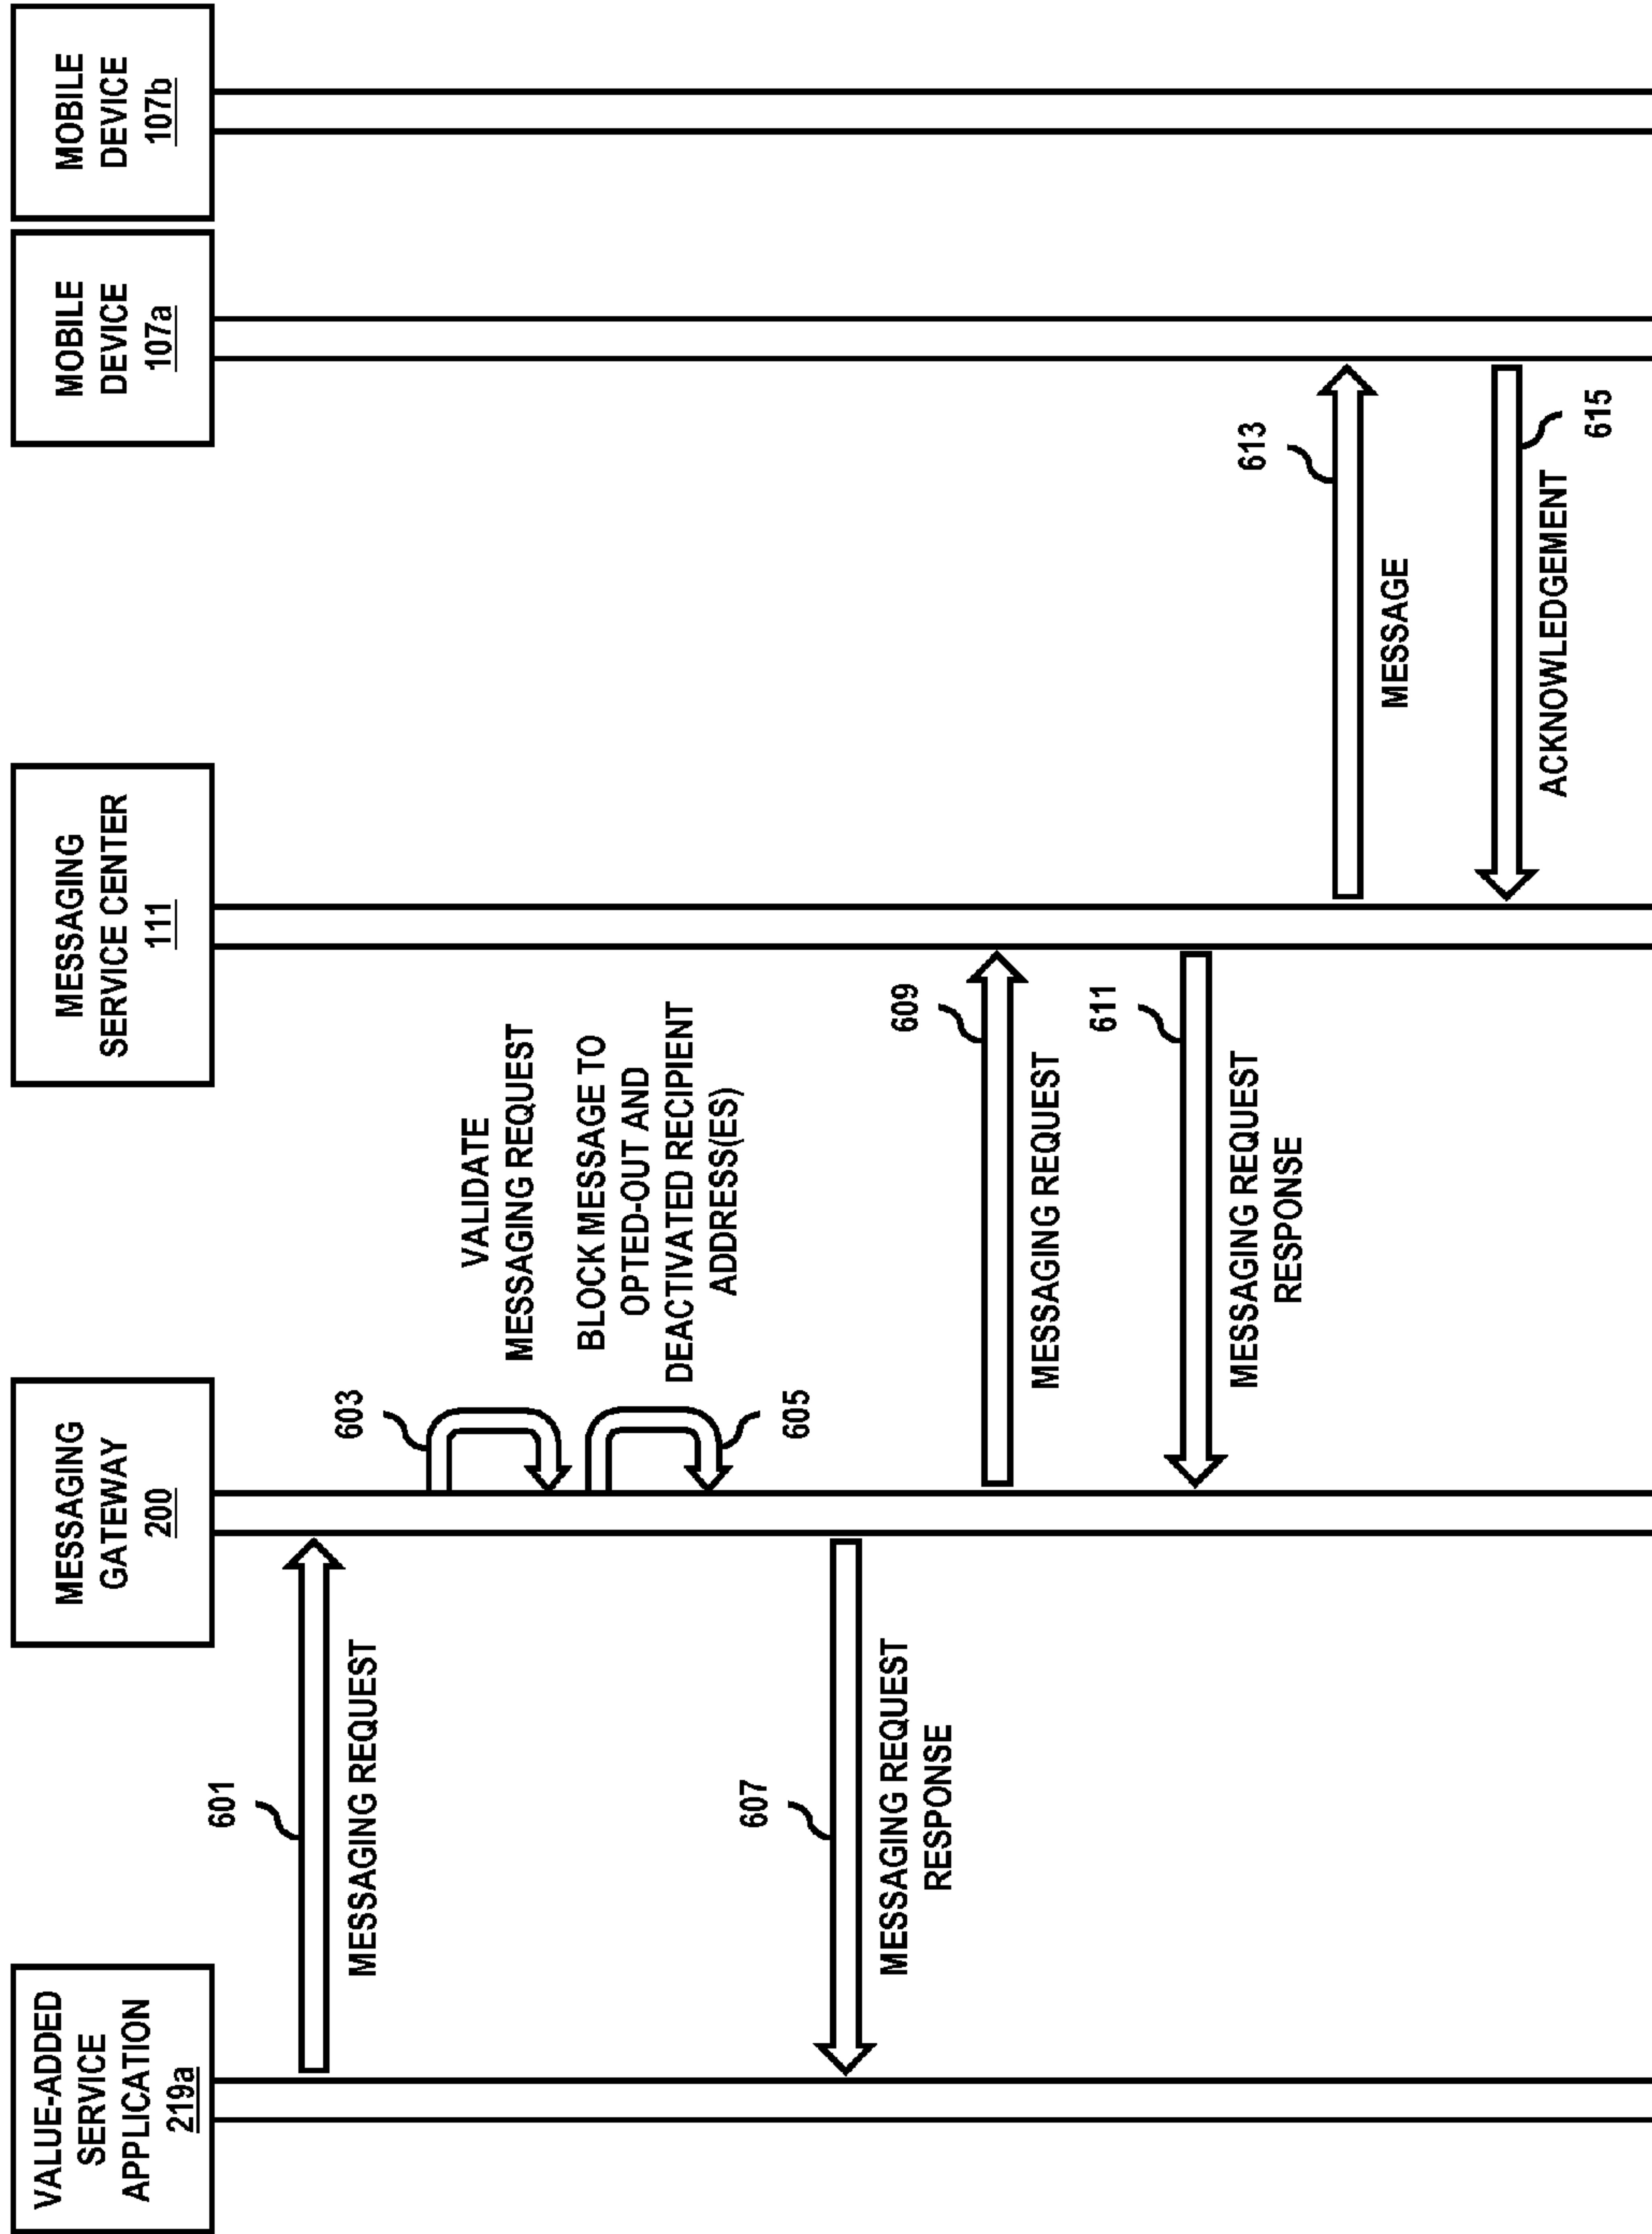 VALUE-ADDED
SERVICE
APPLICATION
219a
MESSAGING
GATEWAY
200
MESSAGING
SERVICE CENTER
111
MOBILE
DEVICE
107a
MOBILE
DEVICE
107b
601
MESSAGING REQUEST
603
VALIDATE
MESSAGING REQUEST
BLOCK MESSAGE TO
OPTED-OUT AND
DEACTIVATED RECIPIENT
ADDRESS(ES)
605
607
MESSAGING REQUEST
RESPONSE
609
MESSAGING REQUEST
611
MESSAGING REQUEST
RESPONSE
613
MESSAGE
615
ACKNOWLEDGEMENT